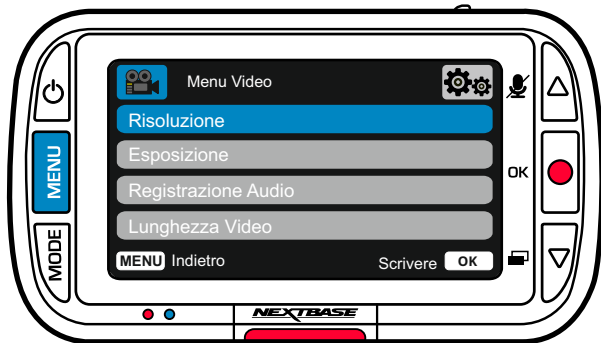 Menu Video
Risoluzione
MENU
Esposizione
OK
Registrazione Audio
Lunghezza Video
MODE
MENU Indietro
Scrivere OK
NEXTBASE